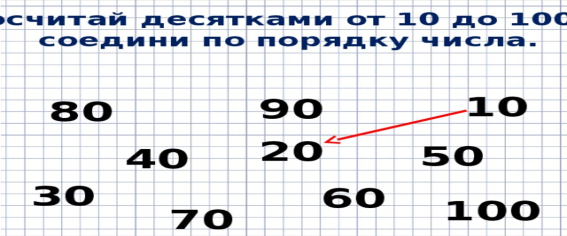 осчитай десятками от 10 до 100
соедини по порядку числа.
80 90 10
40 20 50
30 60
70 100